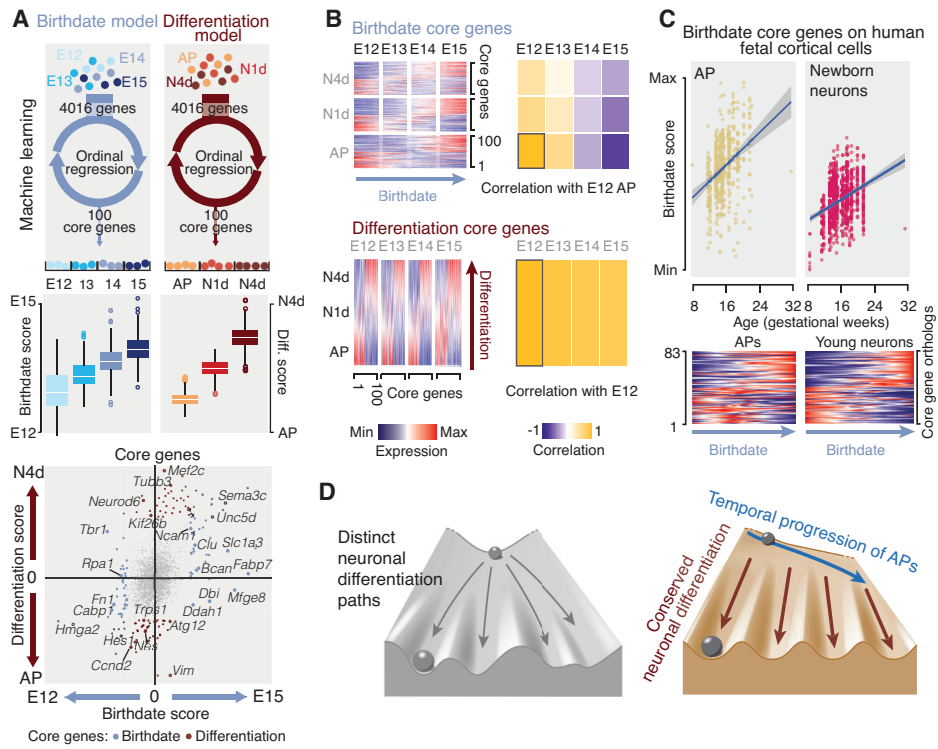 A
Birthdate model
Differentiation
model
E12
E14
E13
E15
AP
N1d
N4d
4016 genes
4016 genes
Machine learning
Ordinal
regression
Ordinal
regression
100
core genes
100
core genes
E12 13 14 15
AP N1d N4d
E15
Birthdate score
E12
N4d
Diff. score
AP
Core genes
N4d
Differentiation score
0
AP
Mef2c
Tubb3
Neurod6
Sema3c
Kif26b
Unc5d
Tbr1
Ncam1
Clu
Slc1a3
Rpa1
Bcan
Fabp7
Fn1
Dbi
Mfge8
Cabp1
Trps1
Ddah1
Hmga2
Atg12
Hes1
Nhs
Ccnd2
Vim
E12 0 E15
Birthdate score
Core genes: Birthdate Differentiation
B
Birthdate core genes
E12 E13 E14 E15
E12 E13 E14 E15
N4d
N1d
AP
Core genes
100
1
Birthdate
Correlation with E12 AP
Differentiation core genes
E12 E13 E14 E15
E12 E13 E14 E15
N4d
N1d
AP
Differentiation
1
100
Core genes
Correlation with E12
Min Max
Expression
-1 1
Correlation
C
Birthdate core genes on human
fetal cortical cells
Max
Birthdate score
Min
AP
Newborn
neurons
8 16 24 32
8 16 24 32
Age (gestational weeks)
APs
Young neurons
83
1
Core gene orthologs
Birthdate
Birthdate
D
Distinct
neuronal
differentiation
paths
Temporal progression of APs
Conserved
neuronal differentiation